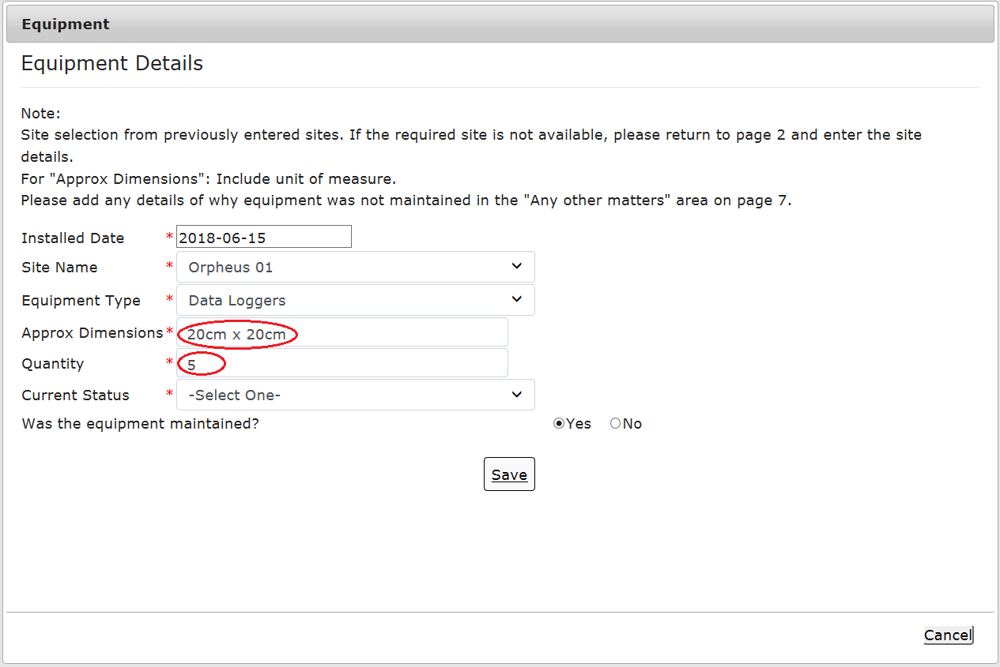 Equipment
Equipment Details
Note:
Site selection from previously entered sites. If the required site is not available, please return to page 2 and enter the site
details.
For "Approx Dimensions": Include unit of measure.
Please add any details of why equipment was not maintained in the "Any other matters" area on page 7.
Installed Date * 2018-06-15
Site Name * Orpheus 01
Equipment Type * Data Loggers
Approx Dimensions * 20cm x 20cm
Quantity * 5
Current Status * -Select One-
Was the equipment maintained? Yes No
Save
Cancel